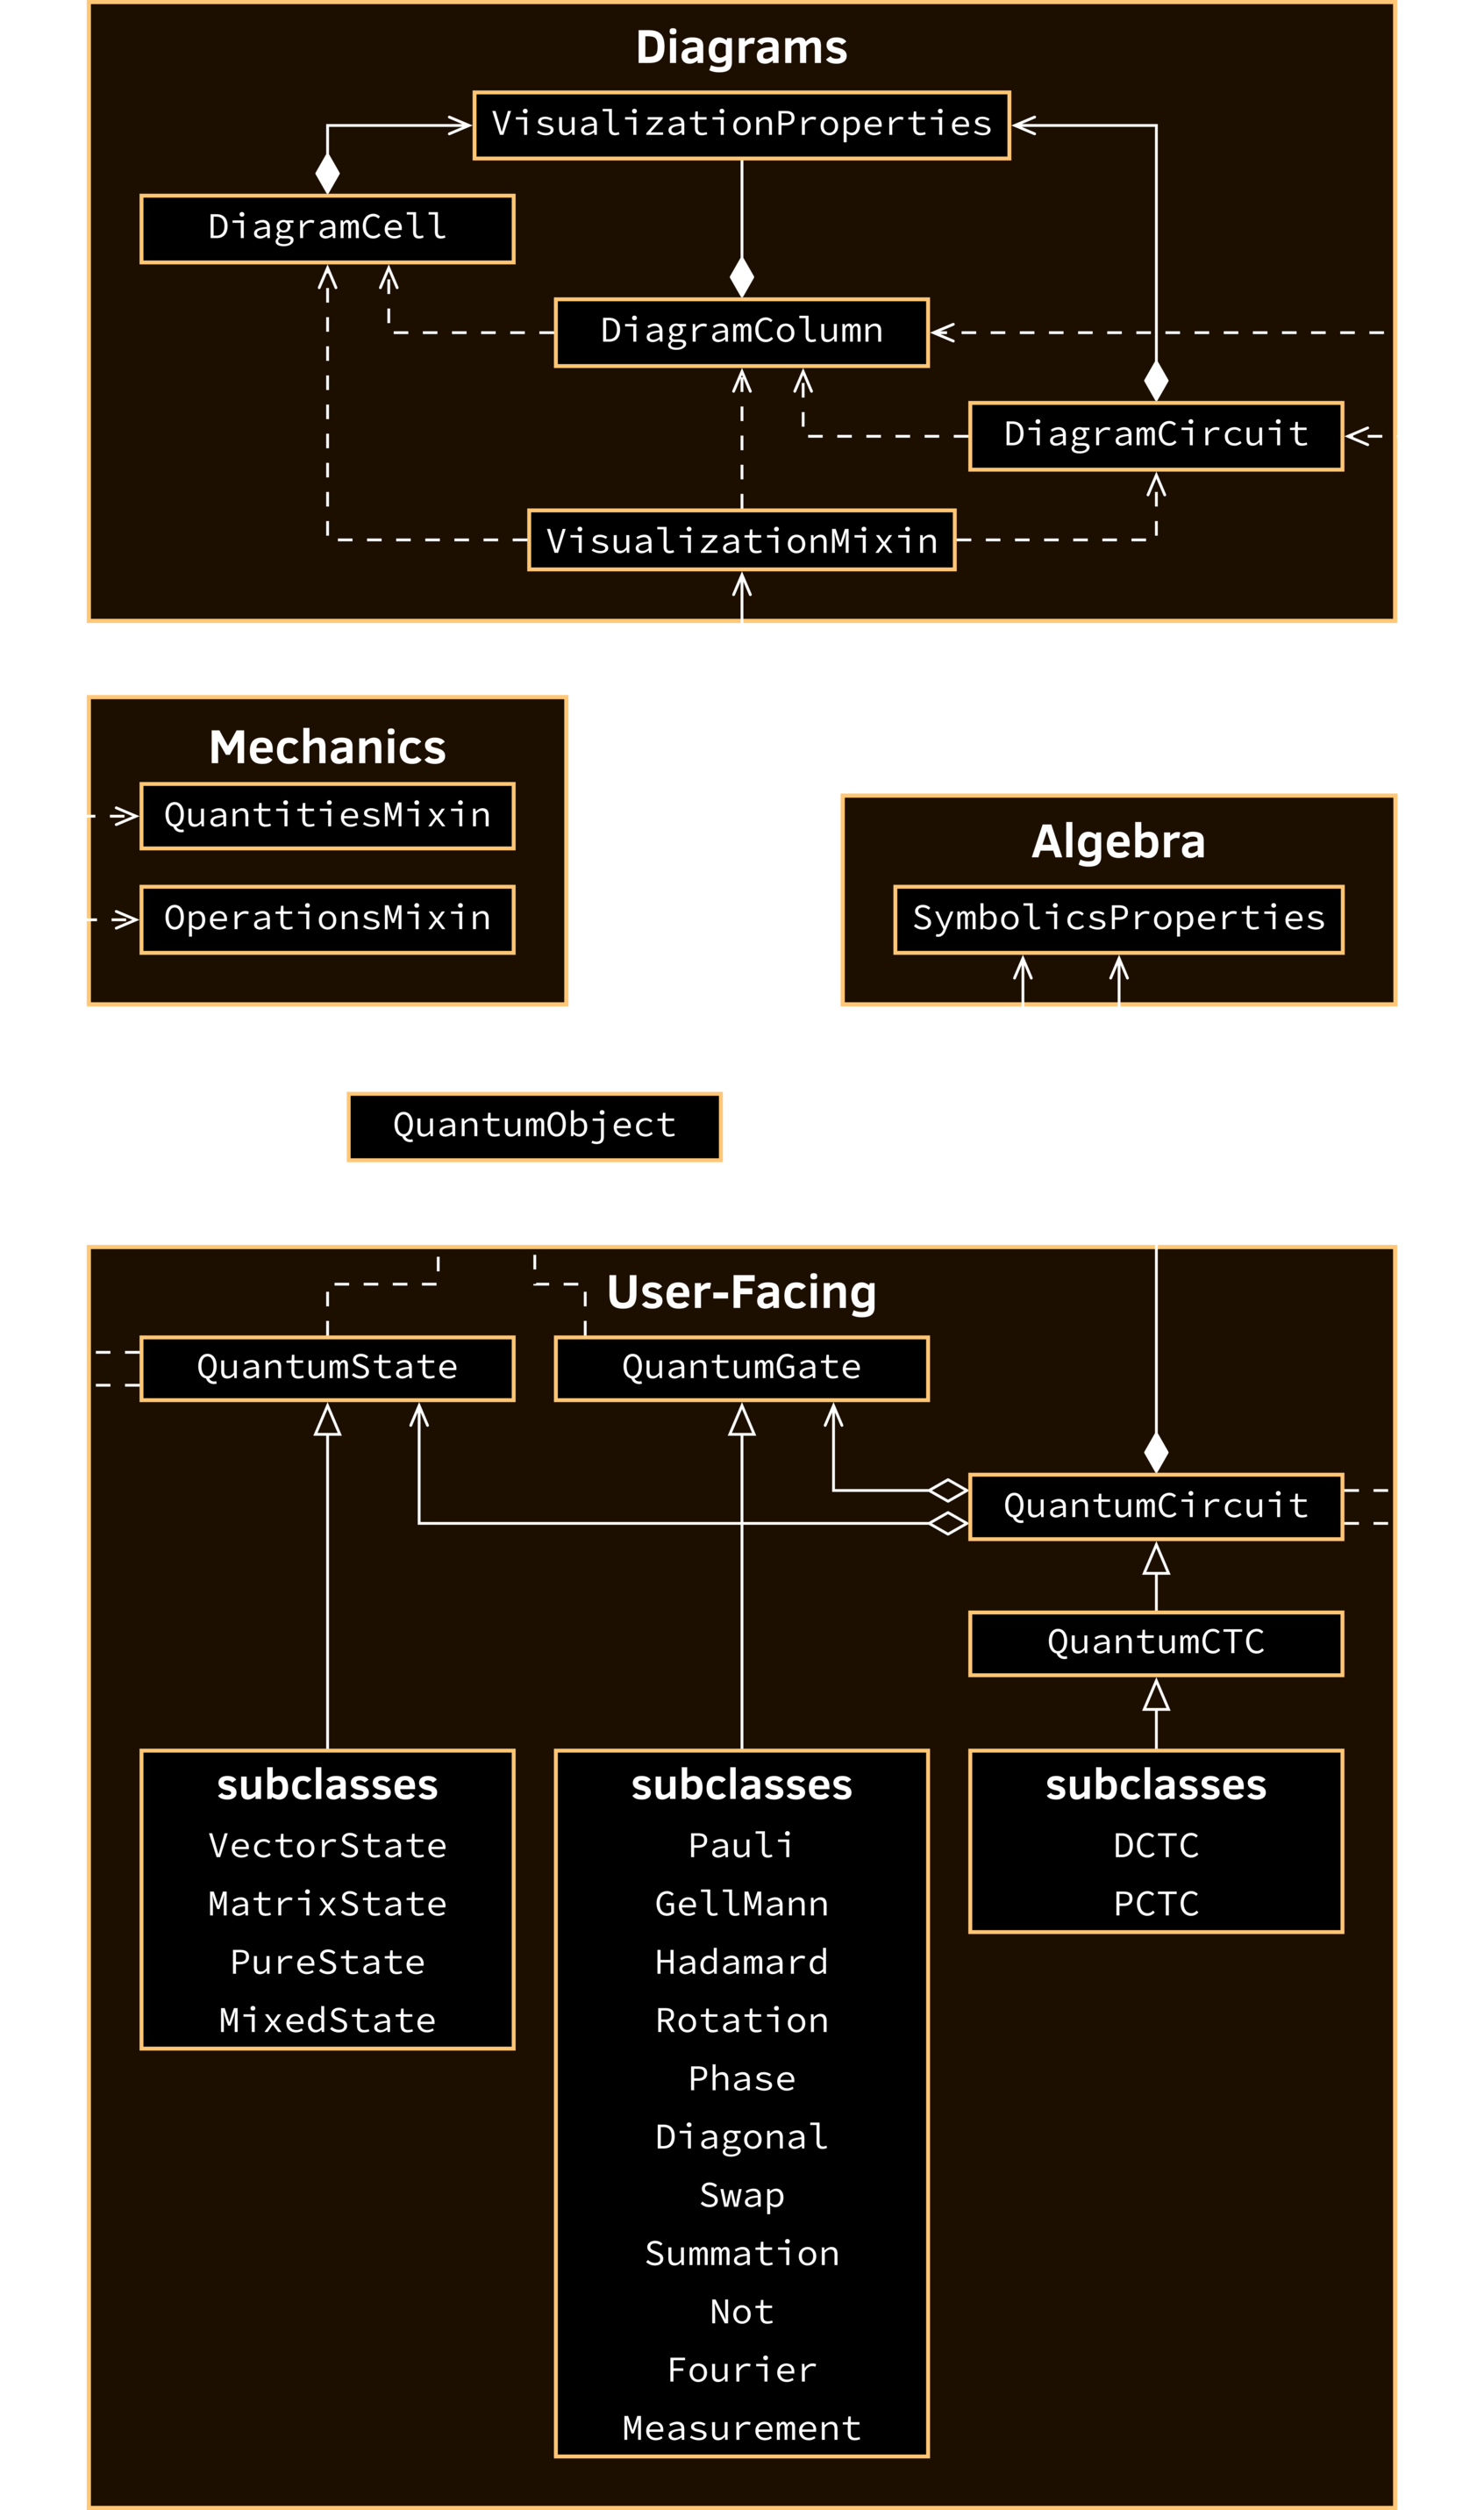 Diagrams
VisualizationProperties
DiagramCell
DiagramColumn
DiagramCircuit
VisualizationMixin
Mechanics
QuantitiesMixin
OperationsMixin
Algebra
SymbolicsProperties
QuantumObject
User-Facing
QuantumState
QuantumGate
QuantumCircuit
QuantumCTC
subclasses
VectorState
MatrixState
PureState
MixedState
subclasses
Pauli
GellMann
Hadamard
Rotation
Phase
Diagonal
Swap
Summation
Not
Fourier
Measurement
subclasses
DCTC
PCTC